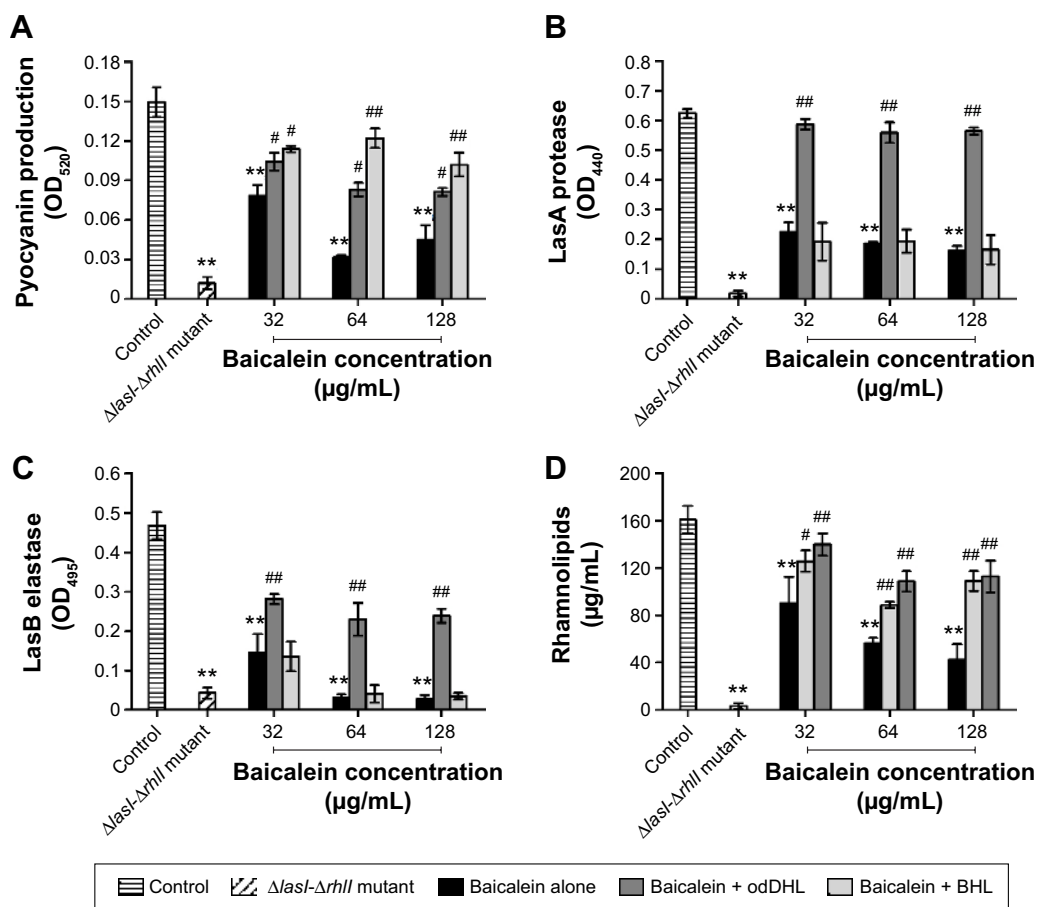 A
Pyocyanin production
(OD520)
0.18
0.15
0.12
0.09
0.06
0.03
0
**
**
#
#
**
#
##
**
#
##
Control
ΔlasI-ΔrhlI mutant
32
64
128
Baicalein concentration
(µg/mL)
B
LasA protease
(OD440)
0.8
0.7
0.6
0.5
0.4
0.3
0.2
0.1
0
**
**
##
**
##
**
##
Control
ΔlasI-ΔrhlI mutant
32
64
128
Baicalein concentration
(µg/mL)
C
LasB elastase
(OD495)
0.6
0.5
0.4
0.3
0.2
0.1
0
**
**
##
**
##
**
##
Control
ΔlasI-ΔrhlI mutant
32
64
128
Baicalein concentration
(µg/mL)
D
Rhamnolipids
(µg/mL)
200
160
120
80
40
0
**
**
#
##
**
##
##
**
##
##
Control
ΔlasI-ΔrhlI mutant
32
64
128
Baicalein concentration
(µg/mL)
Control ΔlasI-ΔrhlI mutant Baicalein alone Baicalein + odDHL Baicalein + BHL